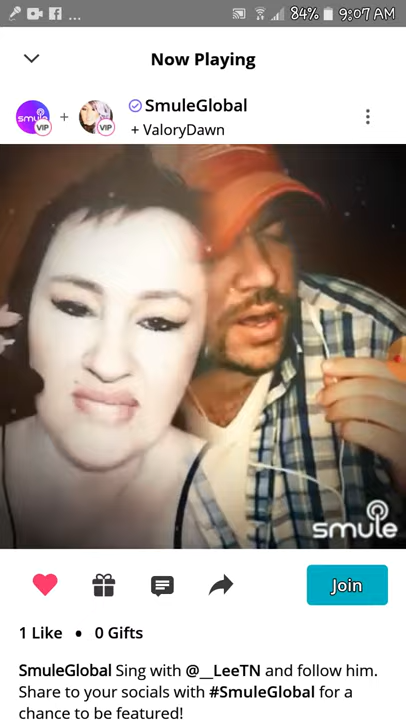 84% 9:07 AM
Now Playing
smule
VIP
+
VIP
SmuleGlobal
+ ValoryDawn
smule
Join
1 Like • 0 Gifts
SmuleGlobal Sing with @__LeeTN and follow him.
Share to your socials with #SmuleGlobal for a
chance to be featured!